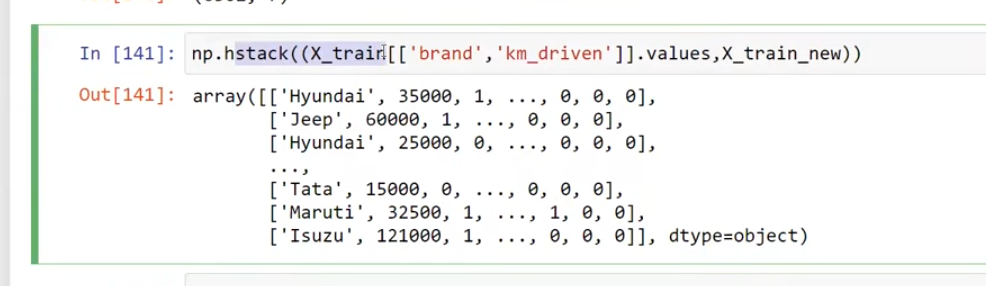 In [141]: np.hstack((X_train[['brand','km_driven']].values,X_train_new))
Out[141]: array([['Hyundai', 35000, 1, ..., 0, 0, 0],
['Jeep', 60000, 1, ..., 0, 0, 0],
['Hyundai', 25000, 0, ..., 0, 0, 0],
...,
['Tata', 15000, 0, ..., 0, 0, 0],
['Maruti', 32500, 1, ..., 1, 0, 0],
['Isuzu', 121000, 1, ..., 0, 0, 0]], dtype=object)